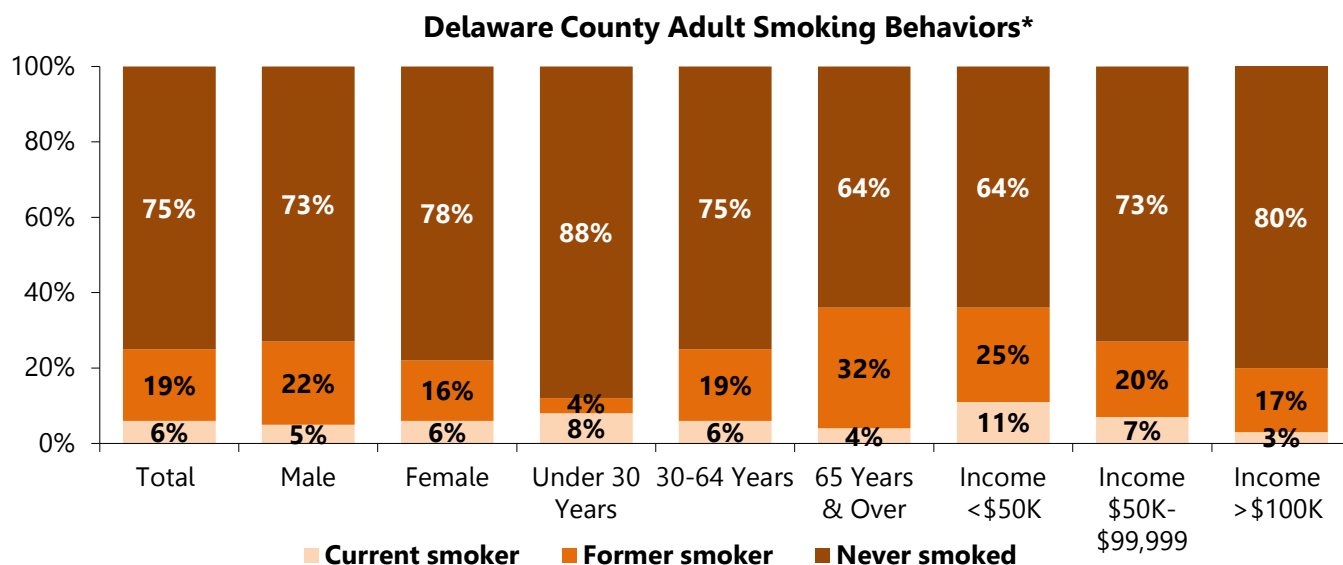 Delaware County Adult Smoking Behaviors*
100%
80%
60%
40%
20%
0%
75%
73%
78%
88%
75%
64%
64%
73%
80%
19%
22%
16%
4%
19%
32%
25%
20%
17%
6%
5%
6%
8%
6%
4%
11%
7%
3%
Total
Male
Female
Under 30
Years
30-64 Years
65 Years
& Over
Income
<$50K
Income
$50K-
$99,999
Income
>$100K
Current smoker
Former smoker
Never smoked